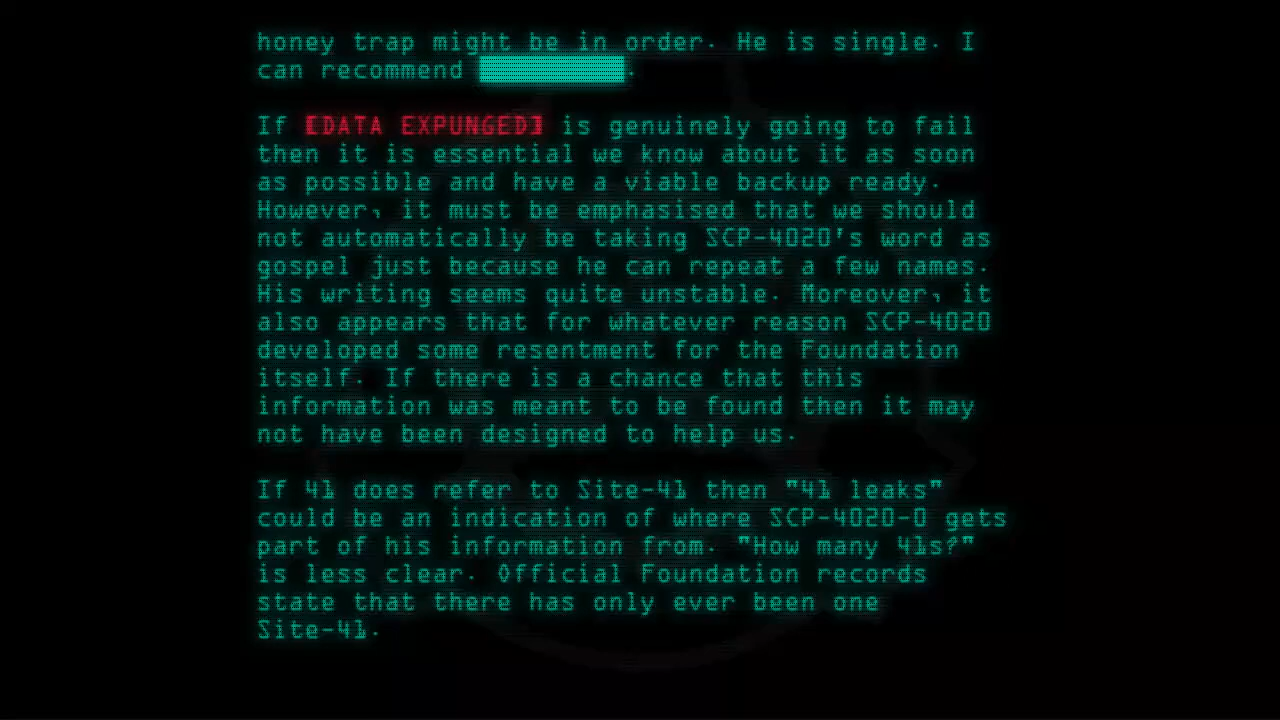 honey trap might be in order. He is single. I
can recommend .
If [DATA EXPUNGED] is genuinely going to fail
then it is essential we know about it as soon
as possible and have a viable backup ready.
However, it must be emphasised that we should
not automatically be taking SCP-4020's word as
gospel just because he can repeat a few names.
His writing seems quite unstable. Moreover, it
also appears that for whatever reason SCP-4020
developed some resentment for the Foundation
itself. If there is a chance that this
information was meant to be found then it may
not have been designed to help us.
If 41 does refer to Site-41 then "41 leaks"
could be an indication of where SCP-4020-0 gets
part of his information from. "How many 41s?"
is less clear. Official Foundation records
state that there has only ever been one
Site-41.